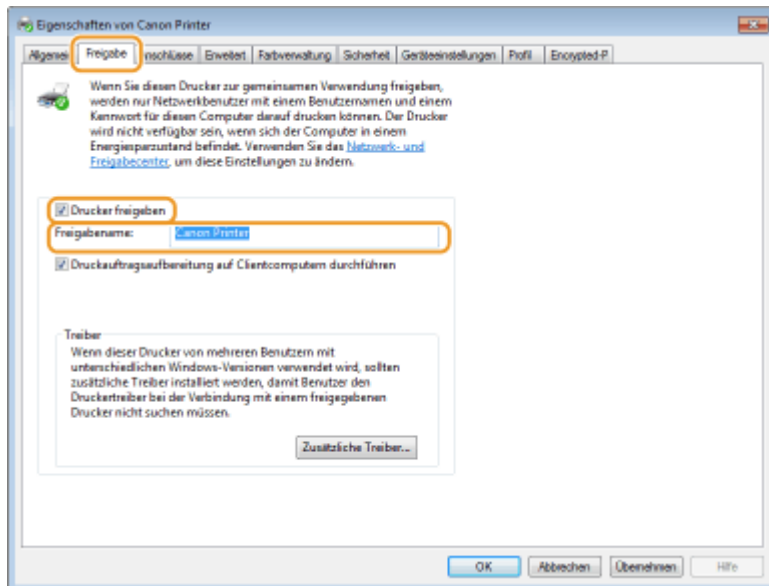 Eigenschaften von Canon Printer
Allgemei Freigabe nschlüsse Erweitert Farbverwaltung Sicherheit Geräteeinstellungen Profil Encrypted-P
Wenn Sie diesen Drucker zur gemeinsamen Verwendung freigeben,
werden nur Netzwerkbenutzer mit einem Benutzernamen und einem
Kennwort für diesen Computer darauf drucken können. Der Drucker
wird nicht verfügbar sein, wenn sich der Computer in einem
Energiesparzustand befindet. Verwenden Sie das Netzwerk- und
Freigabecenter, um diese Einstellungen zu ändern.
Drucker freigeben
Freigabename: Canon Printer
Druckauftragsaufbereitung auf Clientcomputern durchführen
Treiber
Wenn dieser Drucker von mehreren Benutzern mit
unterschiedlichen Windows-Versionen verwendet wird, sollten
zusätzliche Treiber installiert werden, damit Benutzer den
Druckertreiber bei der Verbindung mit einem freigegebenen
Drucker nicht suchen müssen.
Zusätzliche Treiber...
OK Abbrechen Übernehmen Hilfe